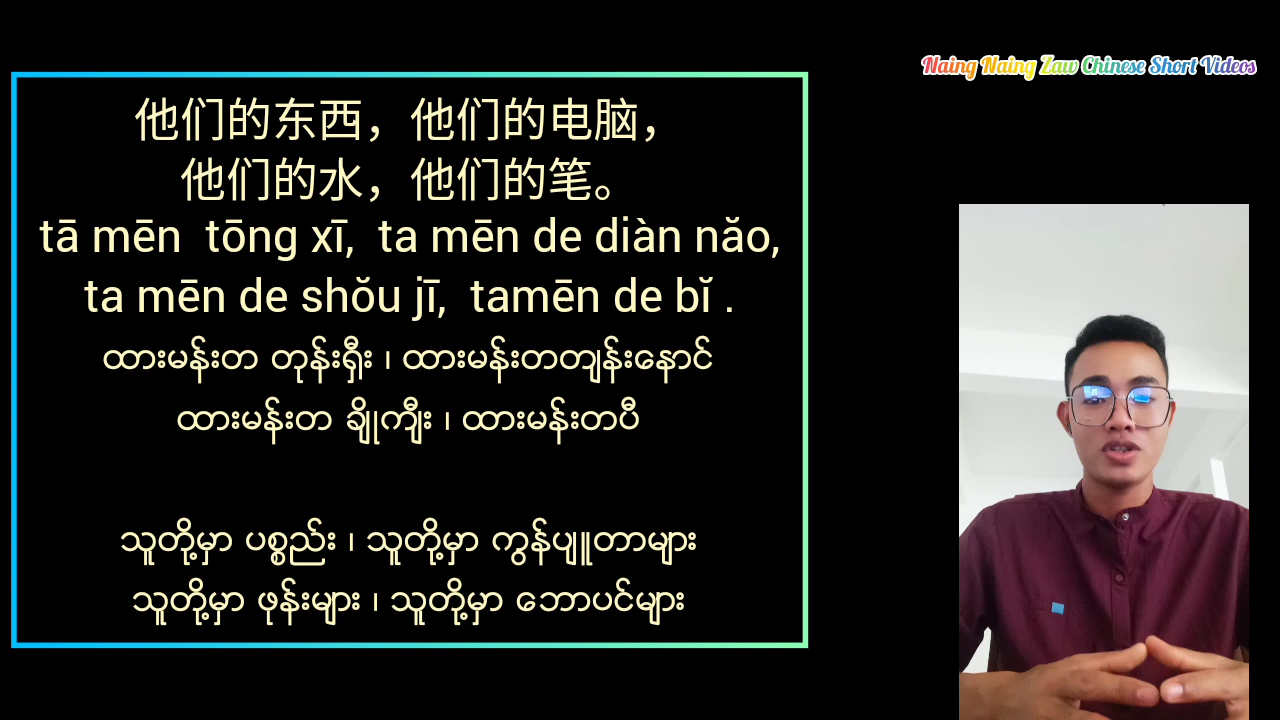 Naing Naing Zaw Chinese Short Videos
他们的东西，他们的电脑，
他们的水，他们的笔。
tā mēn  tōng xī,  ta mēn de diàn nǎo,
ta mēn de shǒu jī,  tamēn de bǐ .
ထားမန်းတ တုန်းရှီး ၊ ထားမန်းတတျန်းနောင်
ထားမန်းတ ချိုကျီး ၊ ထားမန်းတပီ
သူတို့မှာ ပစ္စည်း ၊ သူတို့မှာ ကွန်ပျူတာများ
သူတို့မှာ ဖုန်းများ ၊ သူတို့မှာ ဘောပင်များ